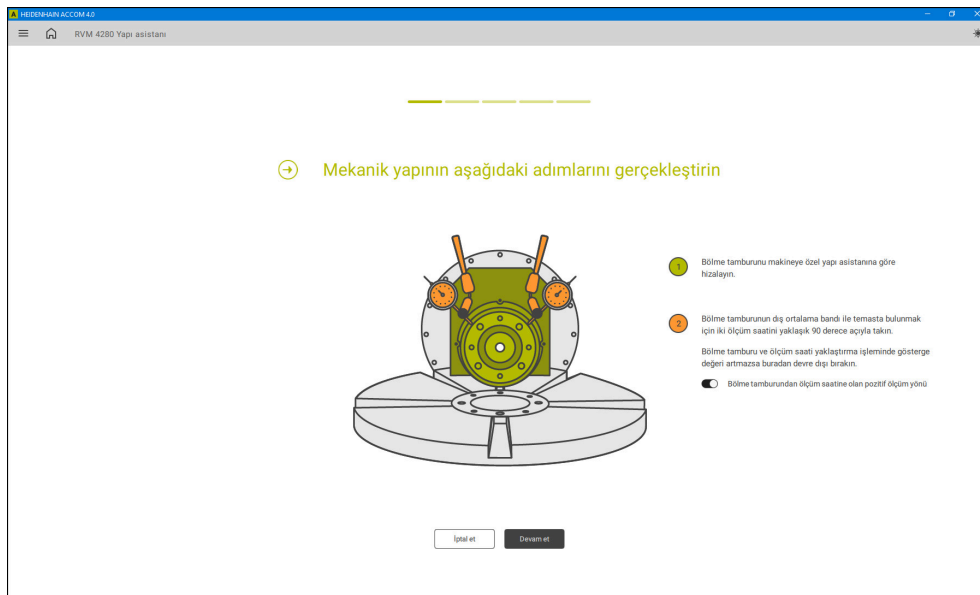 HEIDENHAIN ACCOM 4.0
RVM 4280 Yapı asistanı
Mekanik yapının aşağıdaki adımlarını gerçekleştirin
1
Bölme tamburunu makineye özel yapı asistanına göre
hizalayın.
2
Bölme tamburunun dış ortalama bandı ile temasta bulunmak
için iki ölçüm saatini yaklaşık 90 derece açıyla takın.
Bölme tamburu ve ölçüm saati yaklaştırma işleminde gösterge
değeri artmazsa buradan devre dışı bırakın.
Bölme tamburundan ölçüm saatine olan pozitif ölçüm yönü
İptal et
Devam et